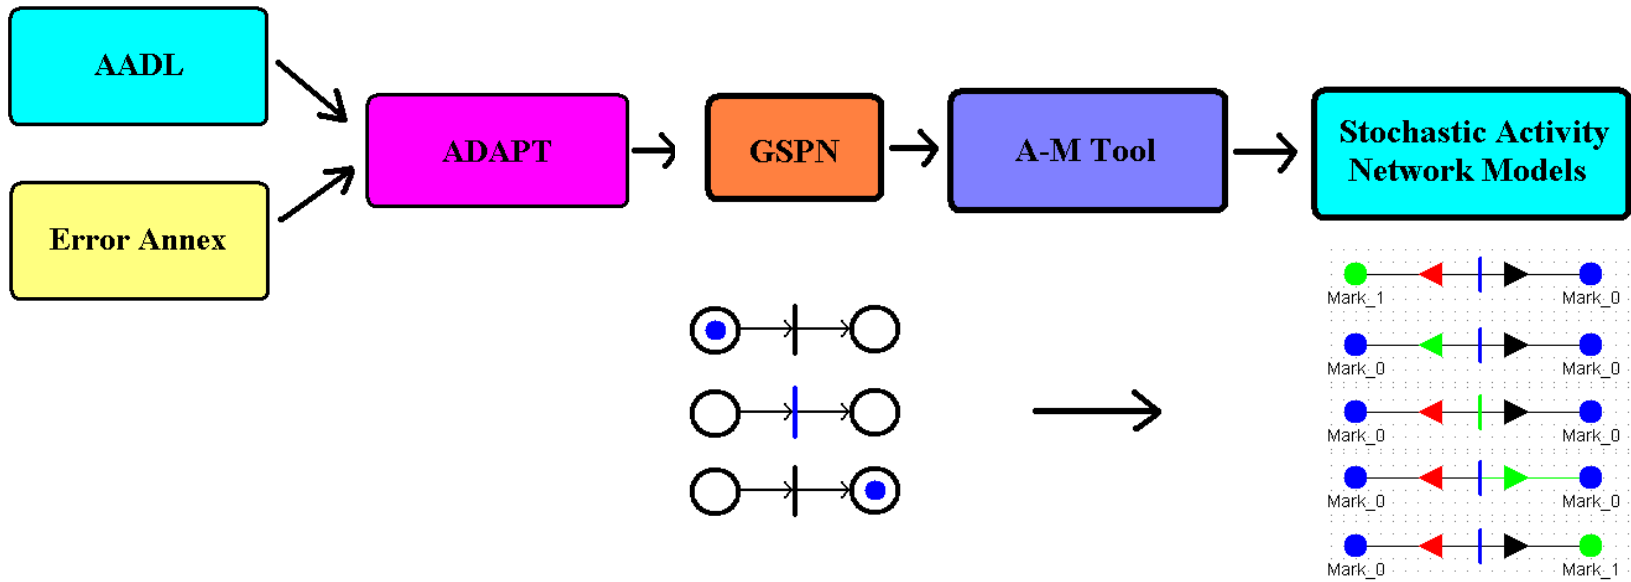 AADL
Error Annex
ADAPT
GSPN
A-M Tool
Stochastic Activity
Network Models
Mark_1 Mark_0
Mark_0 Mark_0
Mark_0 Mark_0
Mark_0 Mark_0
Mark_0 Mark_1